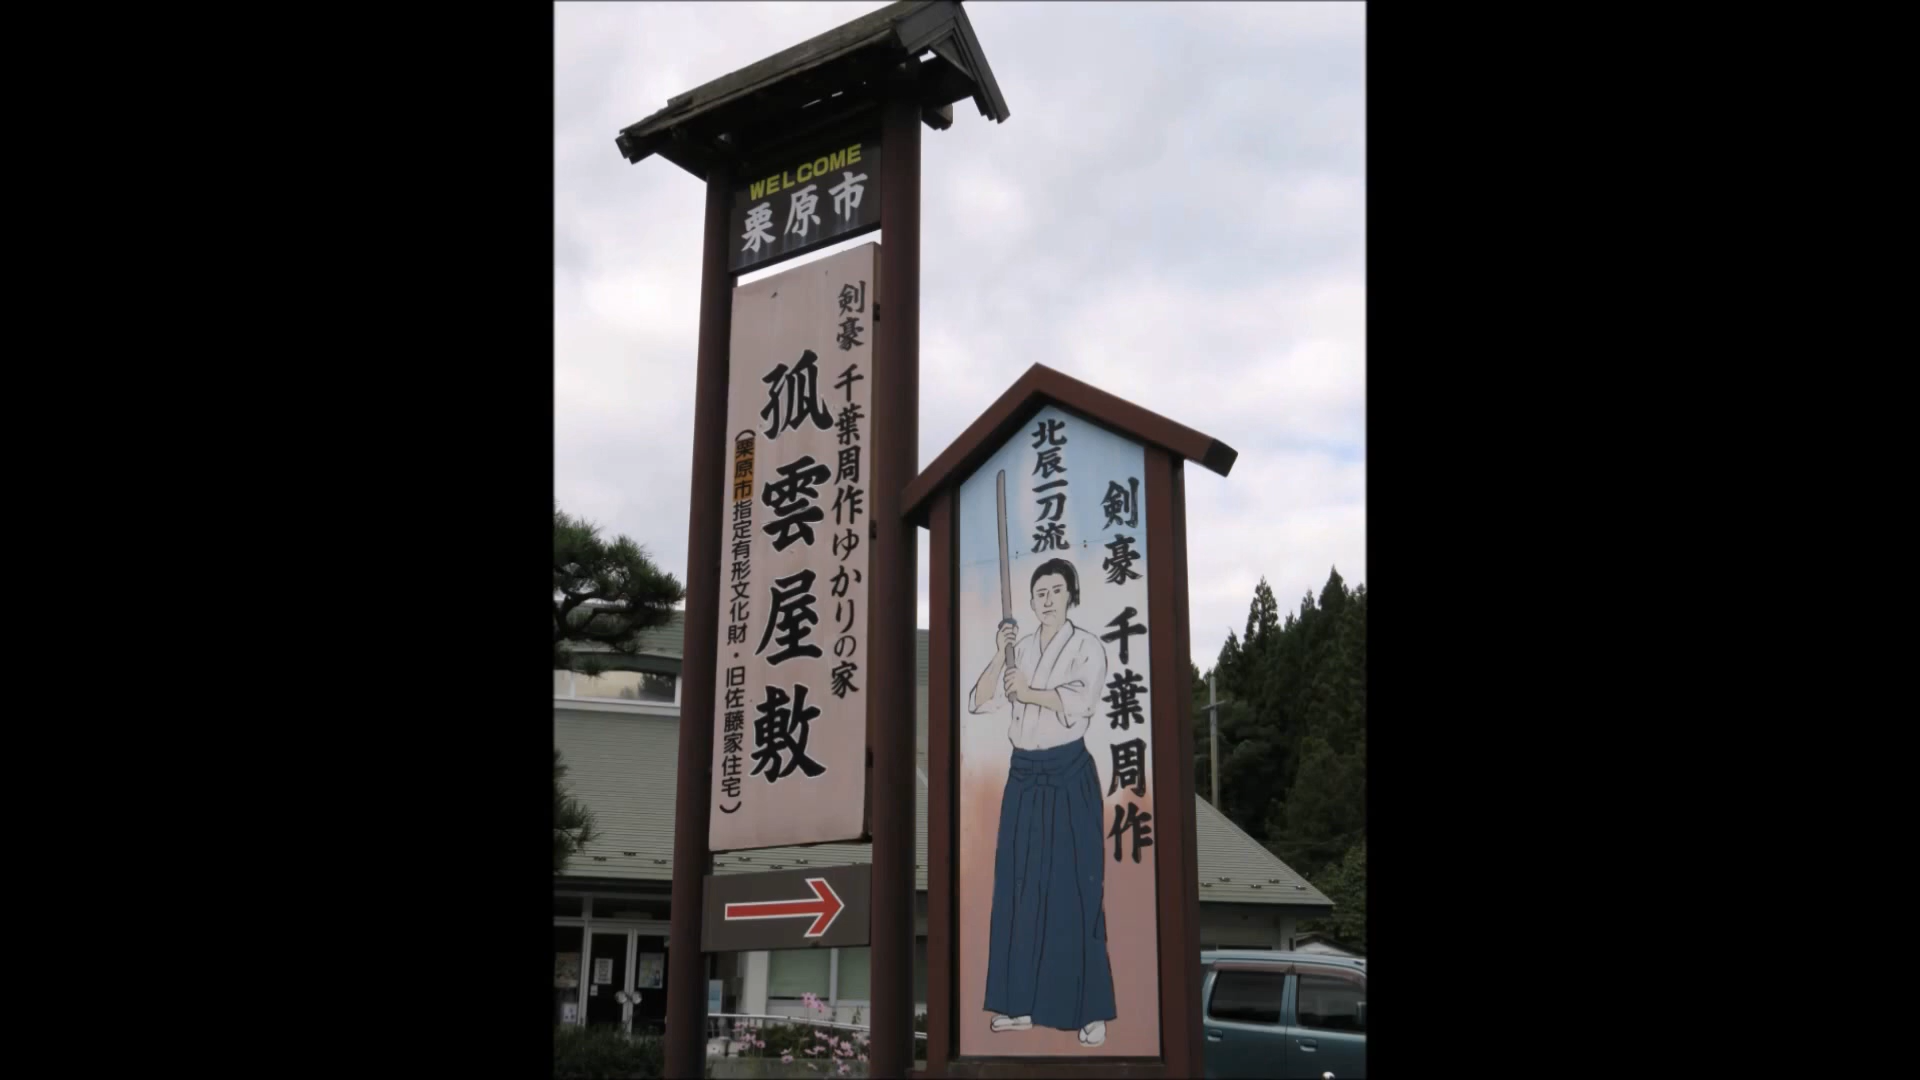 WELCOME
栗原市
剣豪 千葉周作ゆかりの家
孤雲屋敷
(栗原市指定有形文化財・旧佐藤家住宅)
剣豪 千葉周作
北辰一刀流